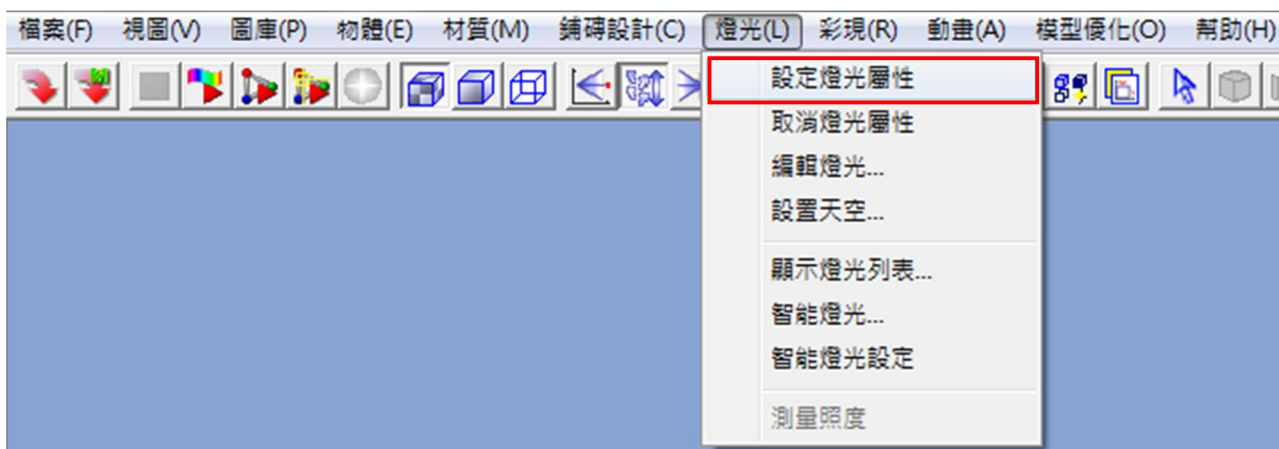 檔案(F) 視圖(V) 圖庫(P) 物體(E) 材質(M) 鋪磚設計(C) 燈光(L) 彩現(R) 動畫(A) 模型優化(O) 幫助(H)
設定燈光屬性
取消燈光屬性
編輯燈光...
設置天空...
顯示燈光列表...
智能燈光...
智能燈光設定
測量照度